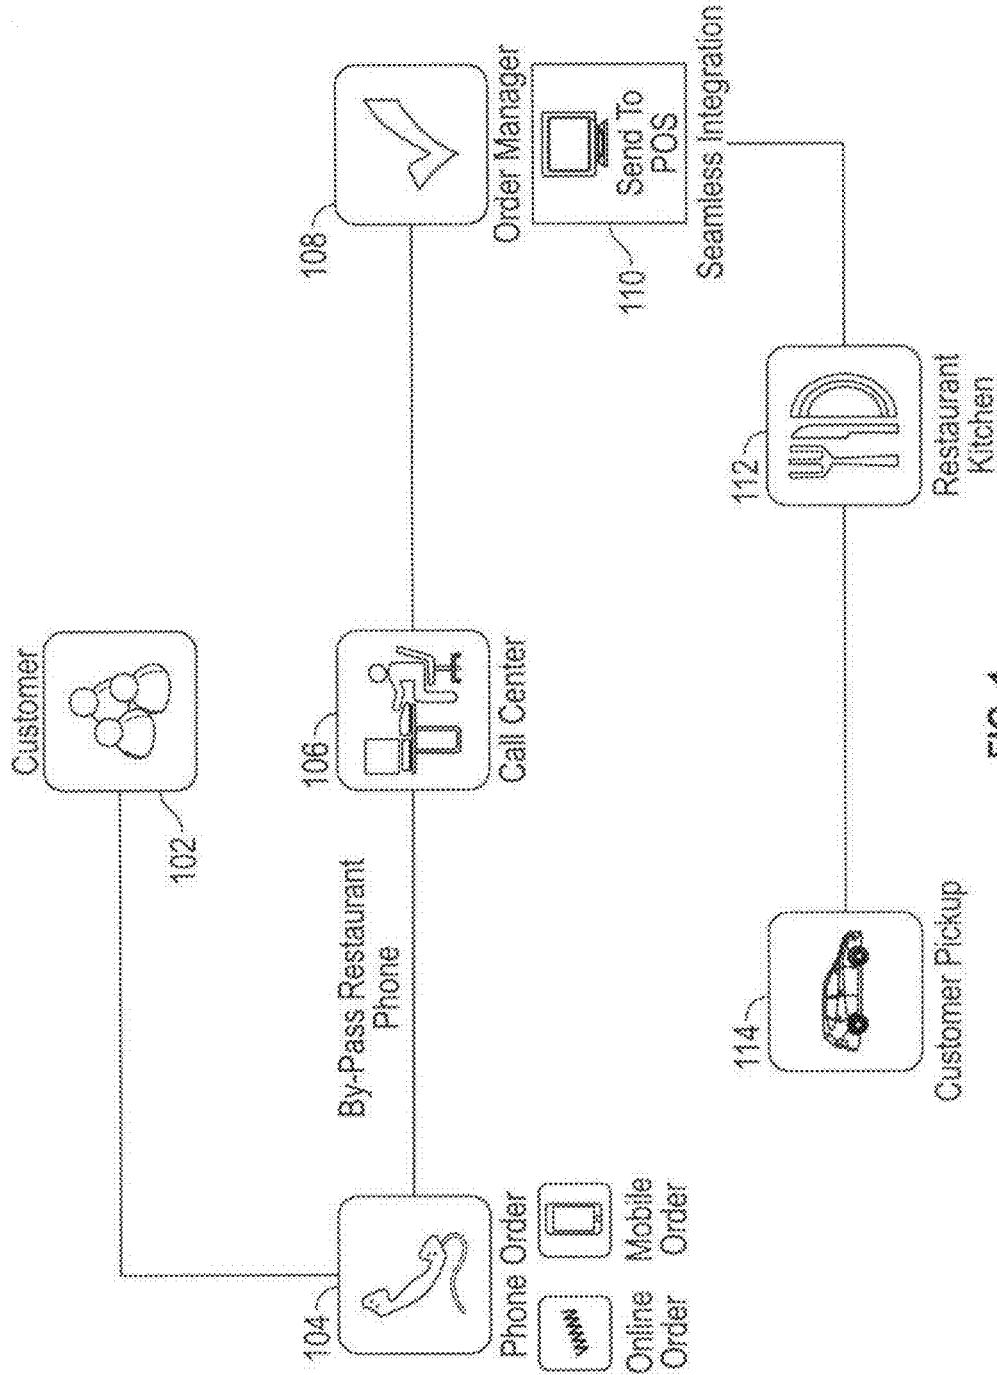 Customer
102
By-Pass Restaurant
Phone
104
106
108
Phone Order
Call Center
Order Manager
www
Online
Order
Mobile
Order
110
Send To
POS
Seamless Integration
114
112
Customer Pickup
Restaurant
Kitchen